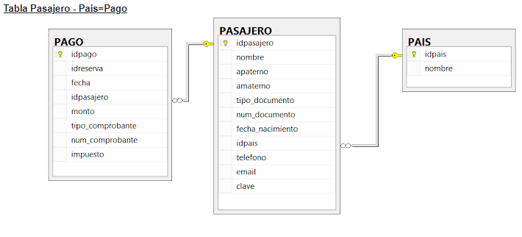 Tabla Pasajero - Pais=Pago
PAGO
idpago
idreserva
fecha
idpasajero
monto
tipo_comprobante
num_comprobante
impuesto
PASAJERO
idpasajero
nombre
apaterno
amaterno
tipo_documento
num_documento
fecha_nacimiento
idpais
telefono
email
clave
PAIS
idpais
nombre